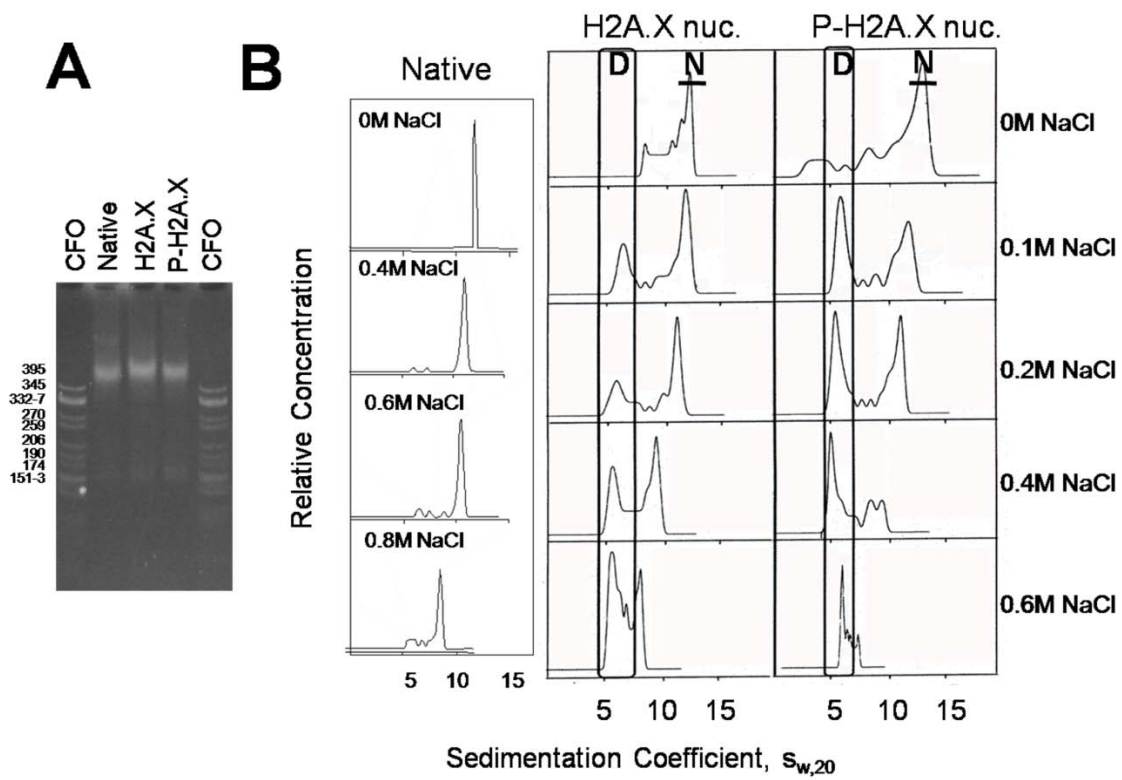 A
CFO
Native
H2A.X
P-H2A.X
CFO
395
345
332-7
270
259
206
190
174
151-3
B
Native
H2A.X nuc.
P-H2A.X nuc.
D N
D N
0M NaCl
0.4M NaCl
0.6M NaCl
0.8M NaCl
0M NaCl
0.1M NaCl
0.2M NaCl
0.4M NaCl
0.6M NaCl
Relative Concentration
5 10 15
5 10 15
5 10 15
Sedimentation Coefficient, sw,20